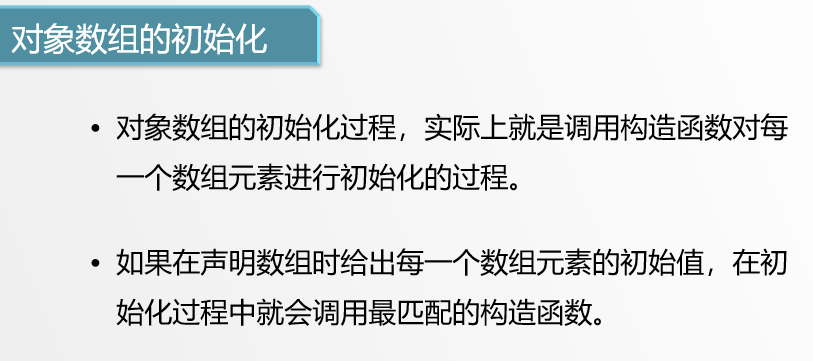 对象数组的初始化
• 对象数组的初始化过程，实际上就是调用构造函数对每
一个数组元素进行初始化的过程。
• 如果在声明数组时给出每一个数组元素的初始值，在初
始化过程中就会调用最匹配的构造函数。